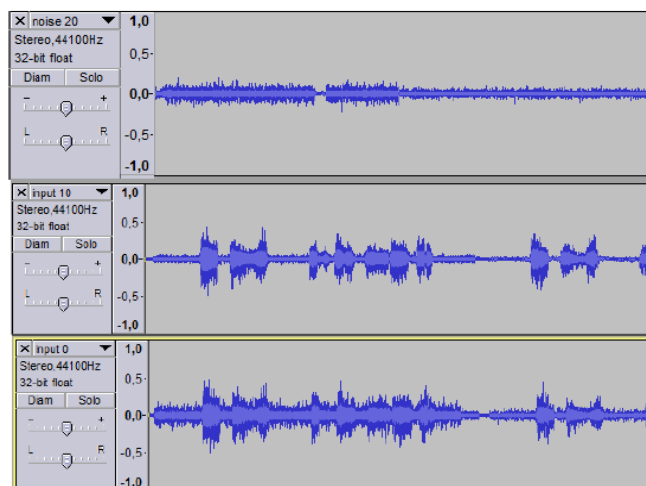 noise 20
Stereo,44100Hz
32-bit float
Diam Solo
- +
L R
1,0
0,5-
0,0-
-0,5-
-1,0
input 10
Stereo,44100Hz
32-bit float
Diam Solo
- +
L R
1,0
0,5-
0,0-
-0,5-
-1,0
input 0
Stereo,44100Hz
32-bit float
Diam Solo
- +
L R
1,0
0,5-
0,0-
-0,5-
-1,0